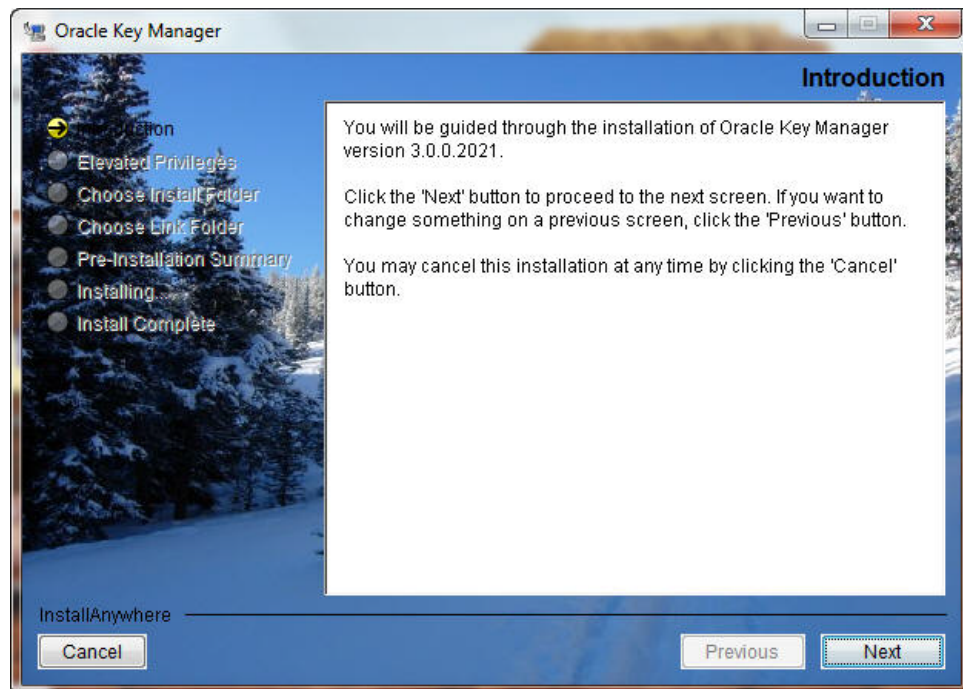 Oracle Key Manager
Introduction
Introduction
Elevated Privileges
Choose Install Folder
Choose Link Folder
Pre-Installation Summary
Installing...
Install Complete
You will be guided through the installation of Oracle Key Manager
version 3.0.0.2021.
Click the 'Next' button to proceed to the next screen. If you want to
change something on a previous screen, click the 'Previous' button.
You may cancel this installation at any time by clicking the 'Cancel'
button.
InstallAnywhere
Cancel
Previous
Next